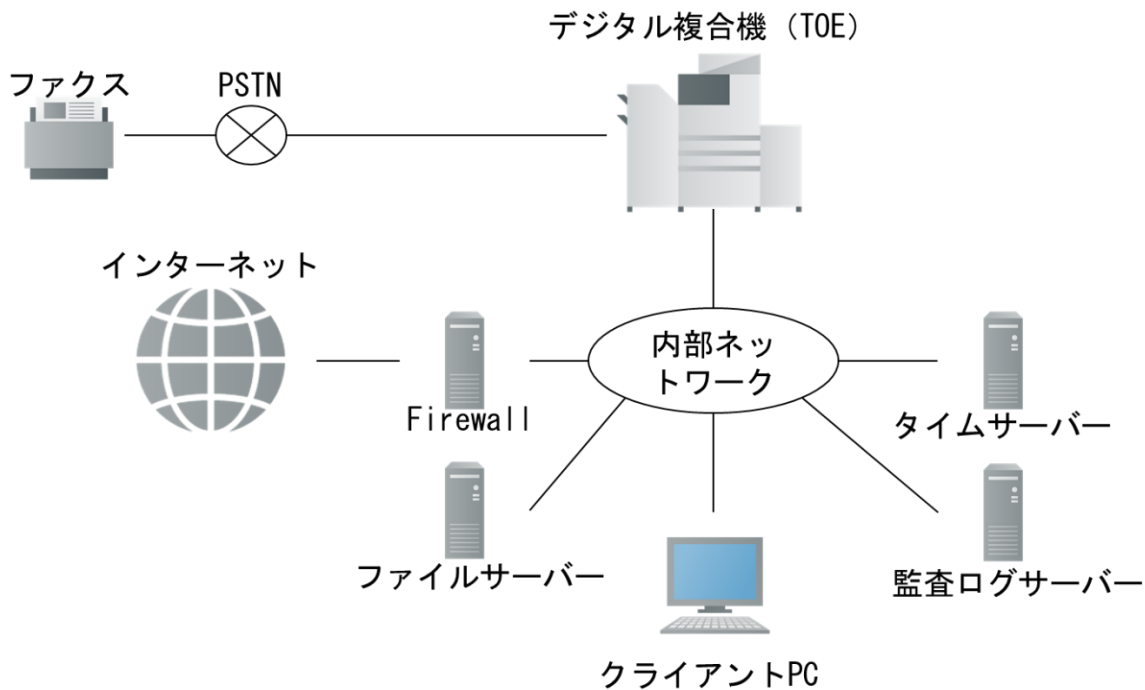 デジタル複合機（TOE）
ファクス
PSTN
インターネット
内部ネッ
トワーク
Firewall
タイムサーバー
ファイルサーバー
監査ログサーバー
クライアントPC